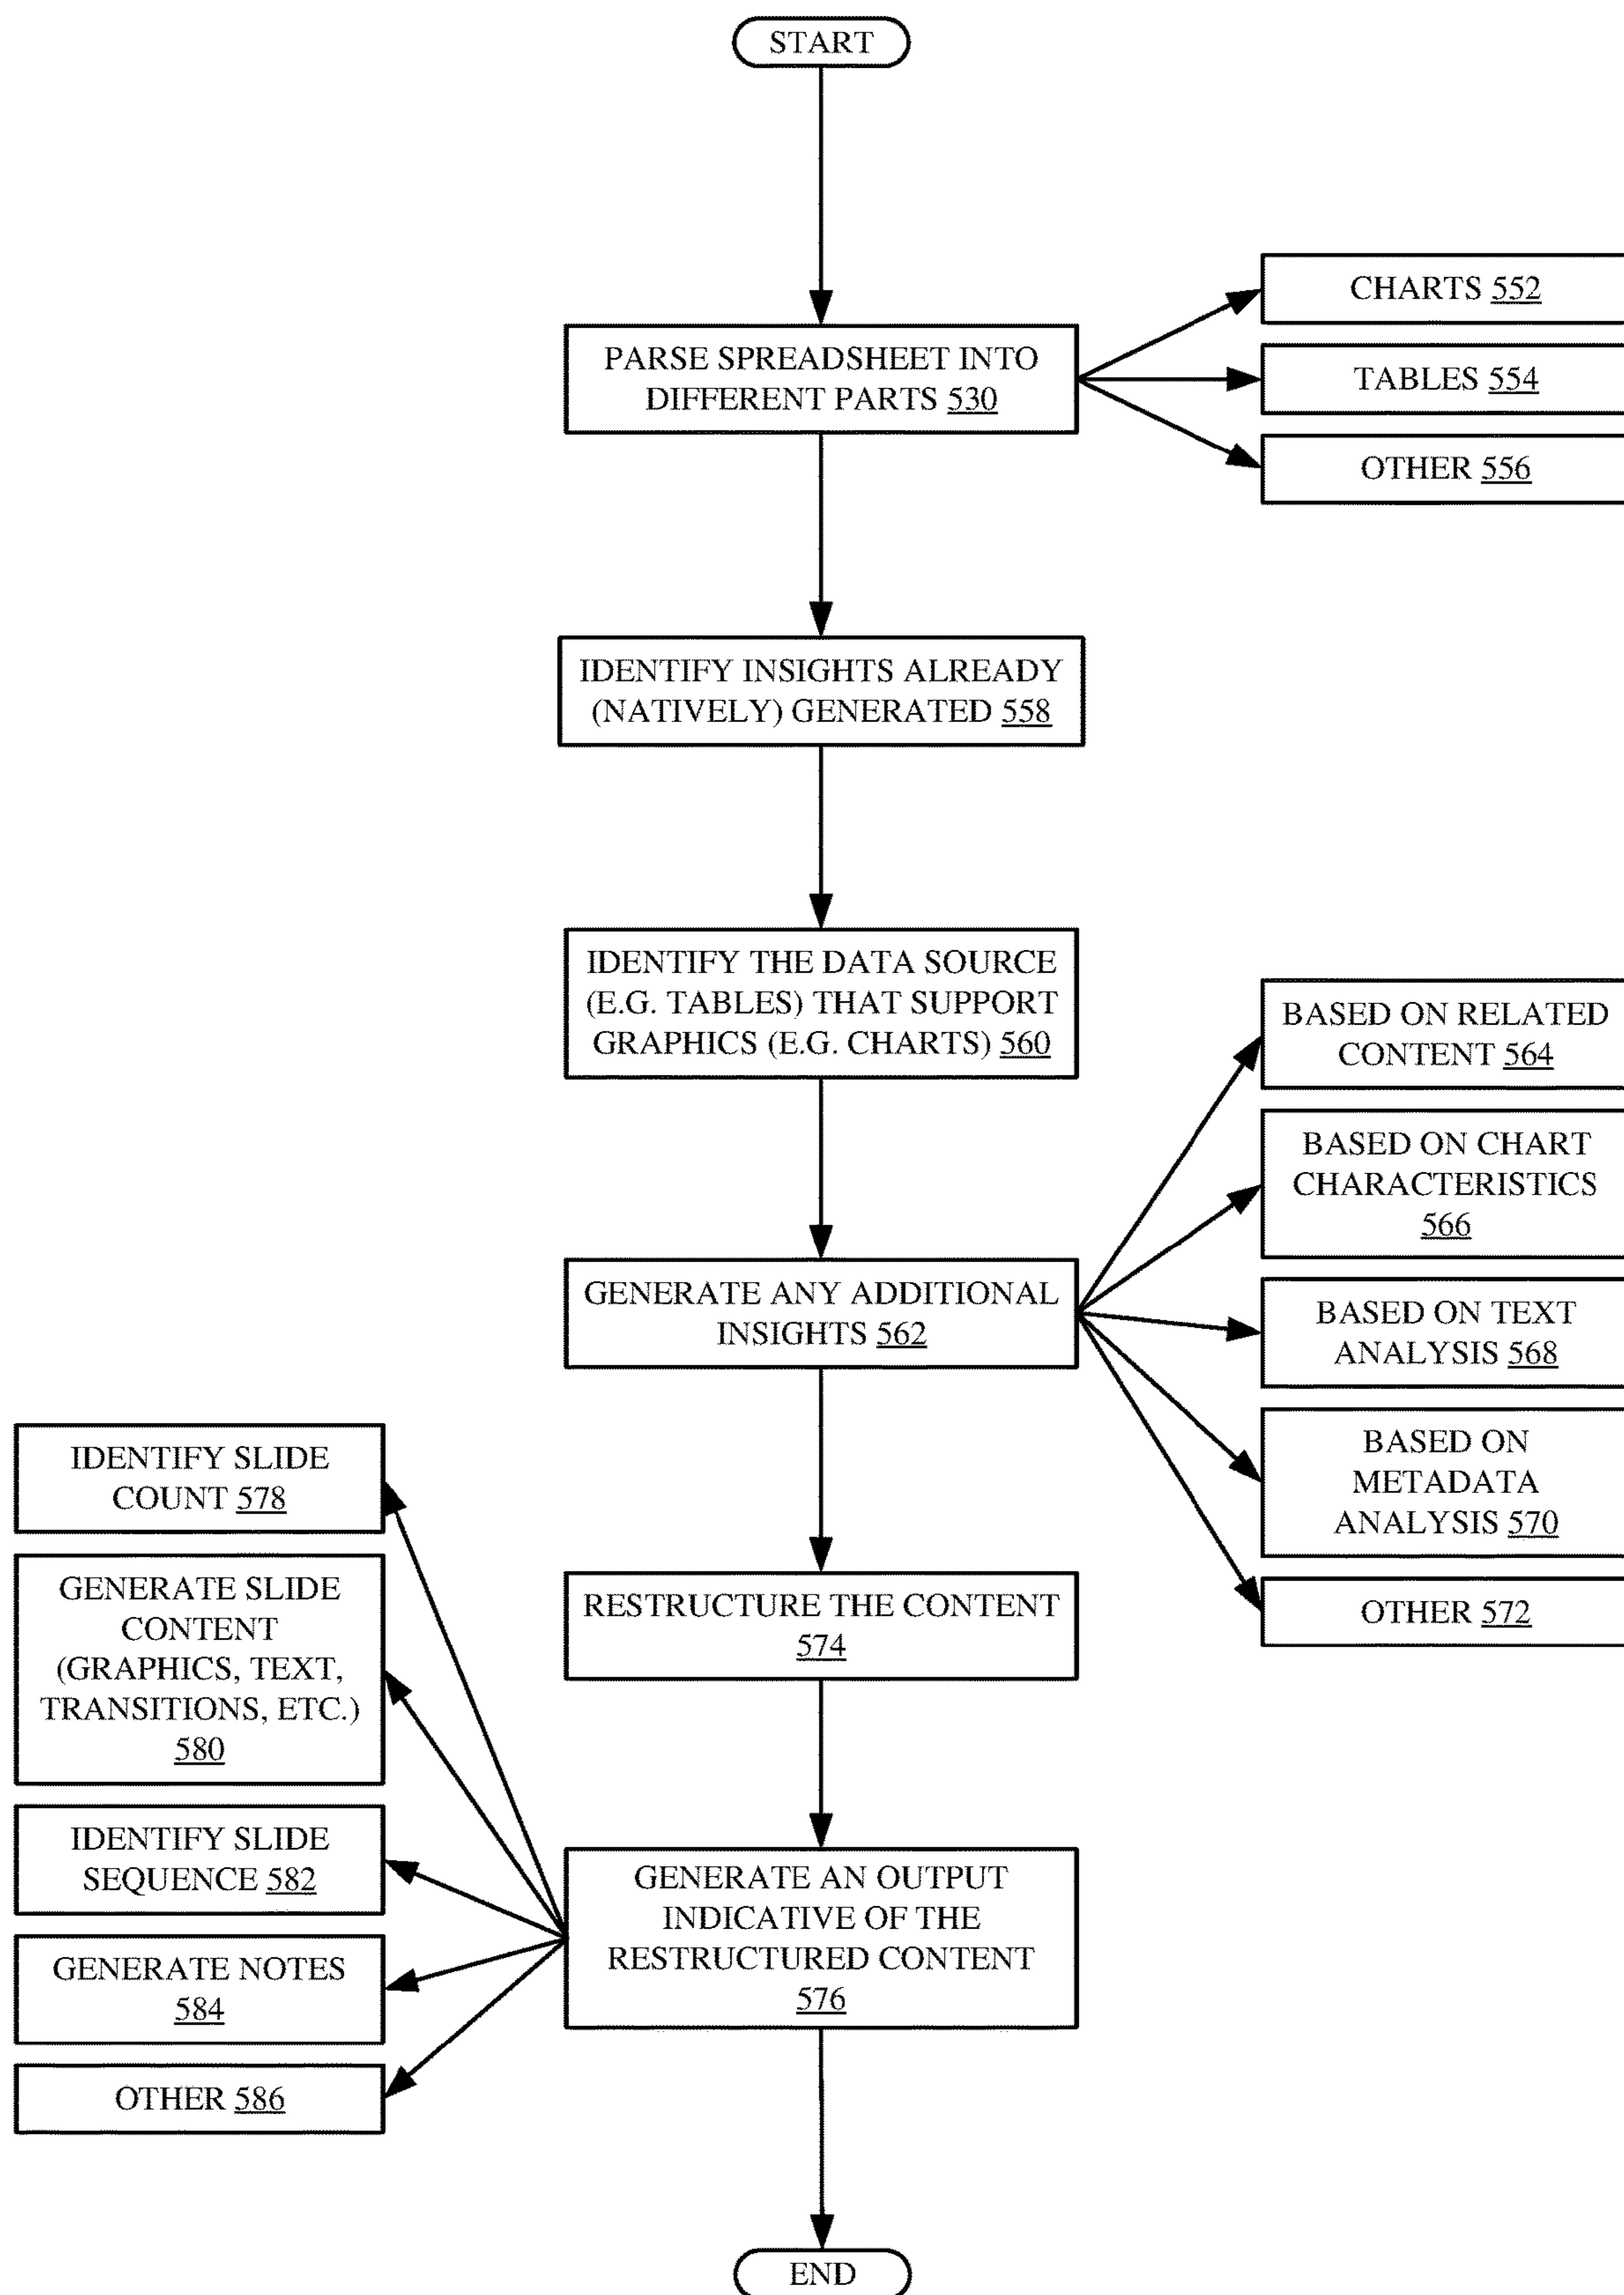 START
PARSE SPREADSHEET INTO
DIFFERENT PARTS 530
CHARTS 552
TABLES 554
OTHER 556
IDENTIFY INSIGHTS ALREADY
(NATIVELY) GENERATED 558
IDENTIFY THE DATA SOURCE
(E.G. TABLES) THAT SUPPORT
GRAPHICS (E.G. CHARTS) 560
GENERATE ANY ADDITIONAL
INSIGHTS 562
BASED ON RELATED
CONTENT 564
BASED ON CHART
CHARACTERISTICS
566
BASED ON TEXT
ANALYSIS 568
BASED ON
METADATA
ANALYSIS 570
OTHER 572
RESTRUCTURE THE CONTENT
574
GENERATE AN OUTPUT
INDICATIVE OF THE
RESTRUCTURED CONTENT
576
IDENTIFY SLIDE
COUNT 578
GENERATE SLIDE
CONTENT
(GRAPHICS, TEXT,
TRANSITIONS, ETC.)
580
IDENTIFY SLIDE
SEQUENCE 582
GENERATE NOTES
584
OTHER 586
END